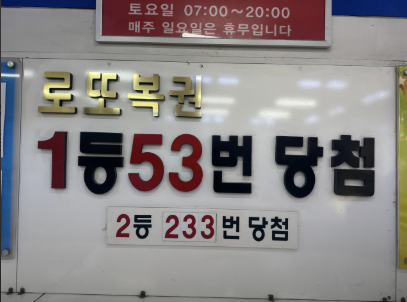 토요일 07:00~20:00
매주 일요일은 휴무입니다
로또복권
1등53번 당첨
2등 233번 당첨